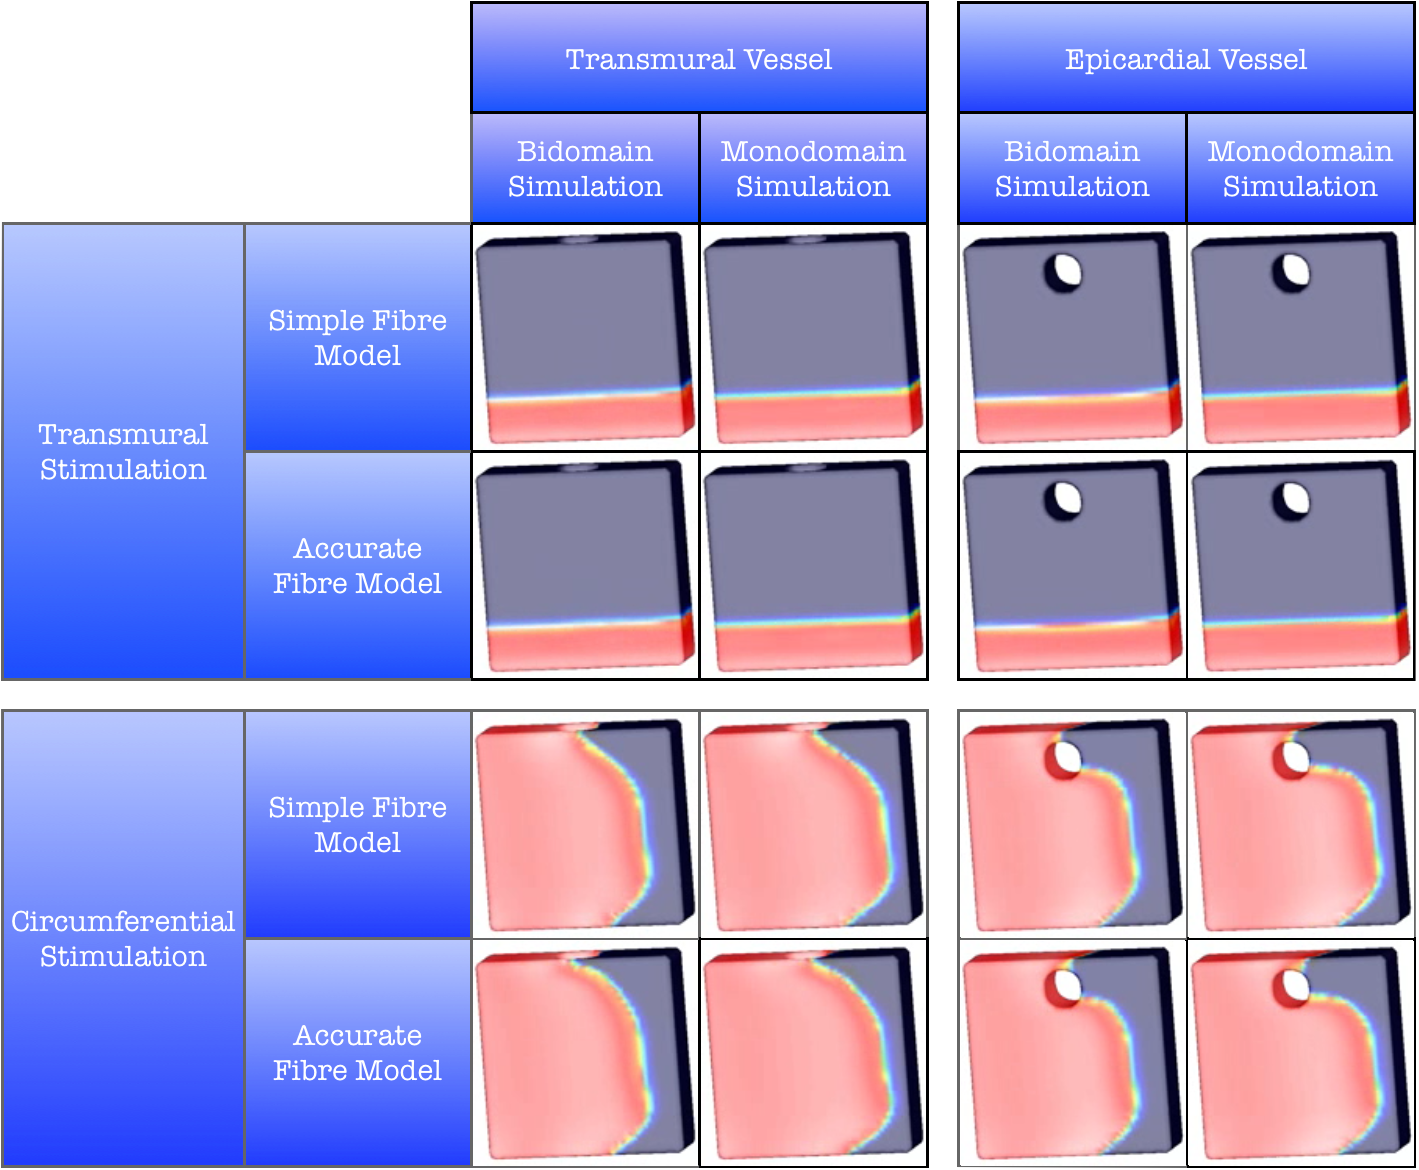 Transmural Vessel
Epicardial Vessel
Bidomain
Simulation
Monodomain
Simulation
Bidomain
Simulation
Monodomain
Simulation
Transmural
Stimulation
Simple Fibre
Model
Accurate
Fibre Model
Circumferential
Stimulation
Simple Fibre
Model
Accurate
Fibre Model